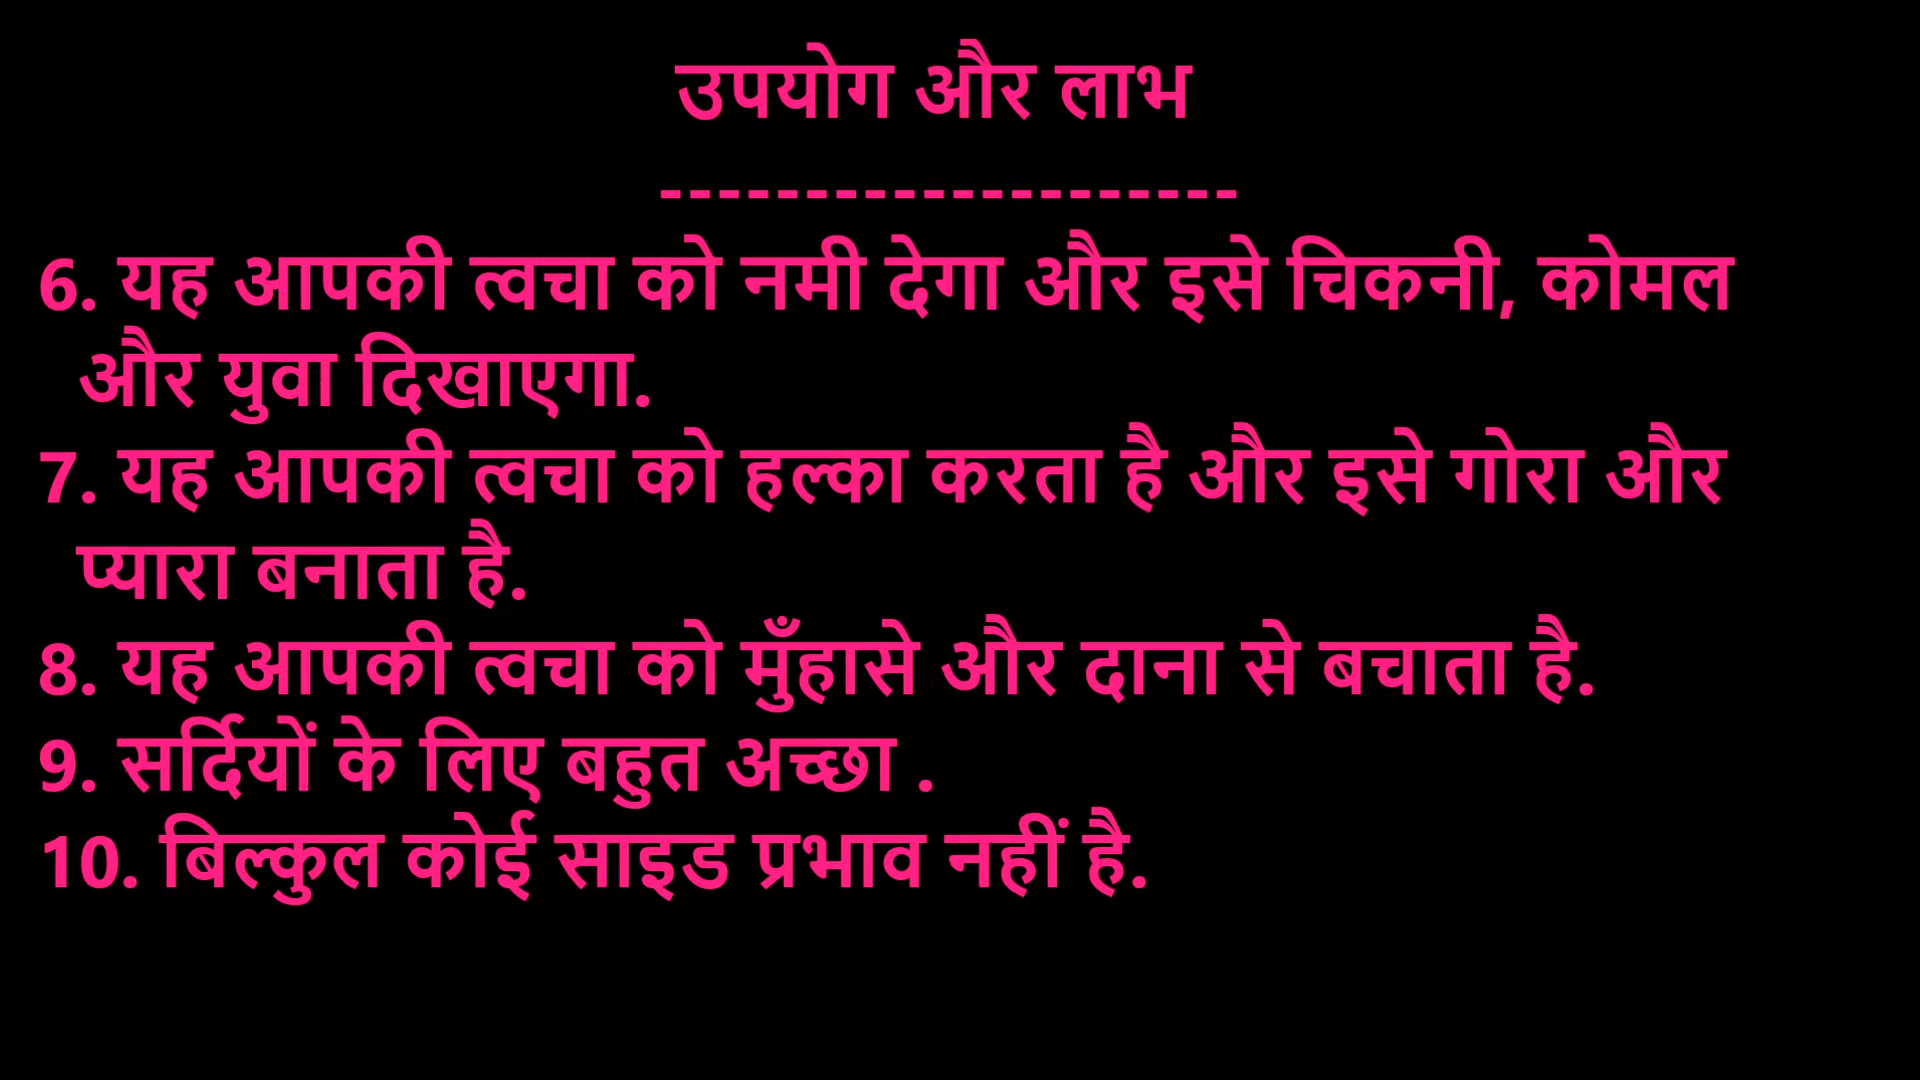 उपयोग और लाभ
--------------------
6. यह आपकी त्वचा को नमी देगा और इसे चिकनी, कोमल
और युवा दिखाएगा.
7. यह आपकी त्वचा को हल्का करता है और इसे गोरा और
प्यारा बनाता है.
8. यह आपकी त्वचा को मुँहासे और दाना से बचाता है.
9. सर्दियों के लिए बहुत अच्छा .
10. बिल्कुल कोई साइड प्रभाव नहीं है.